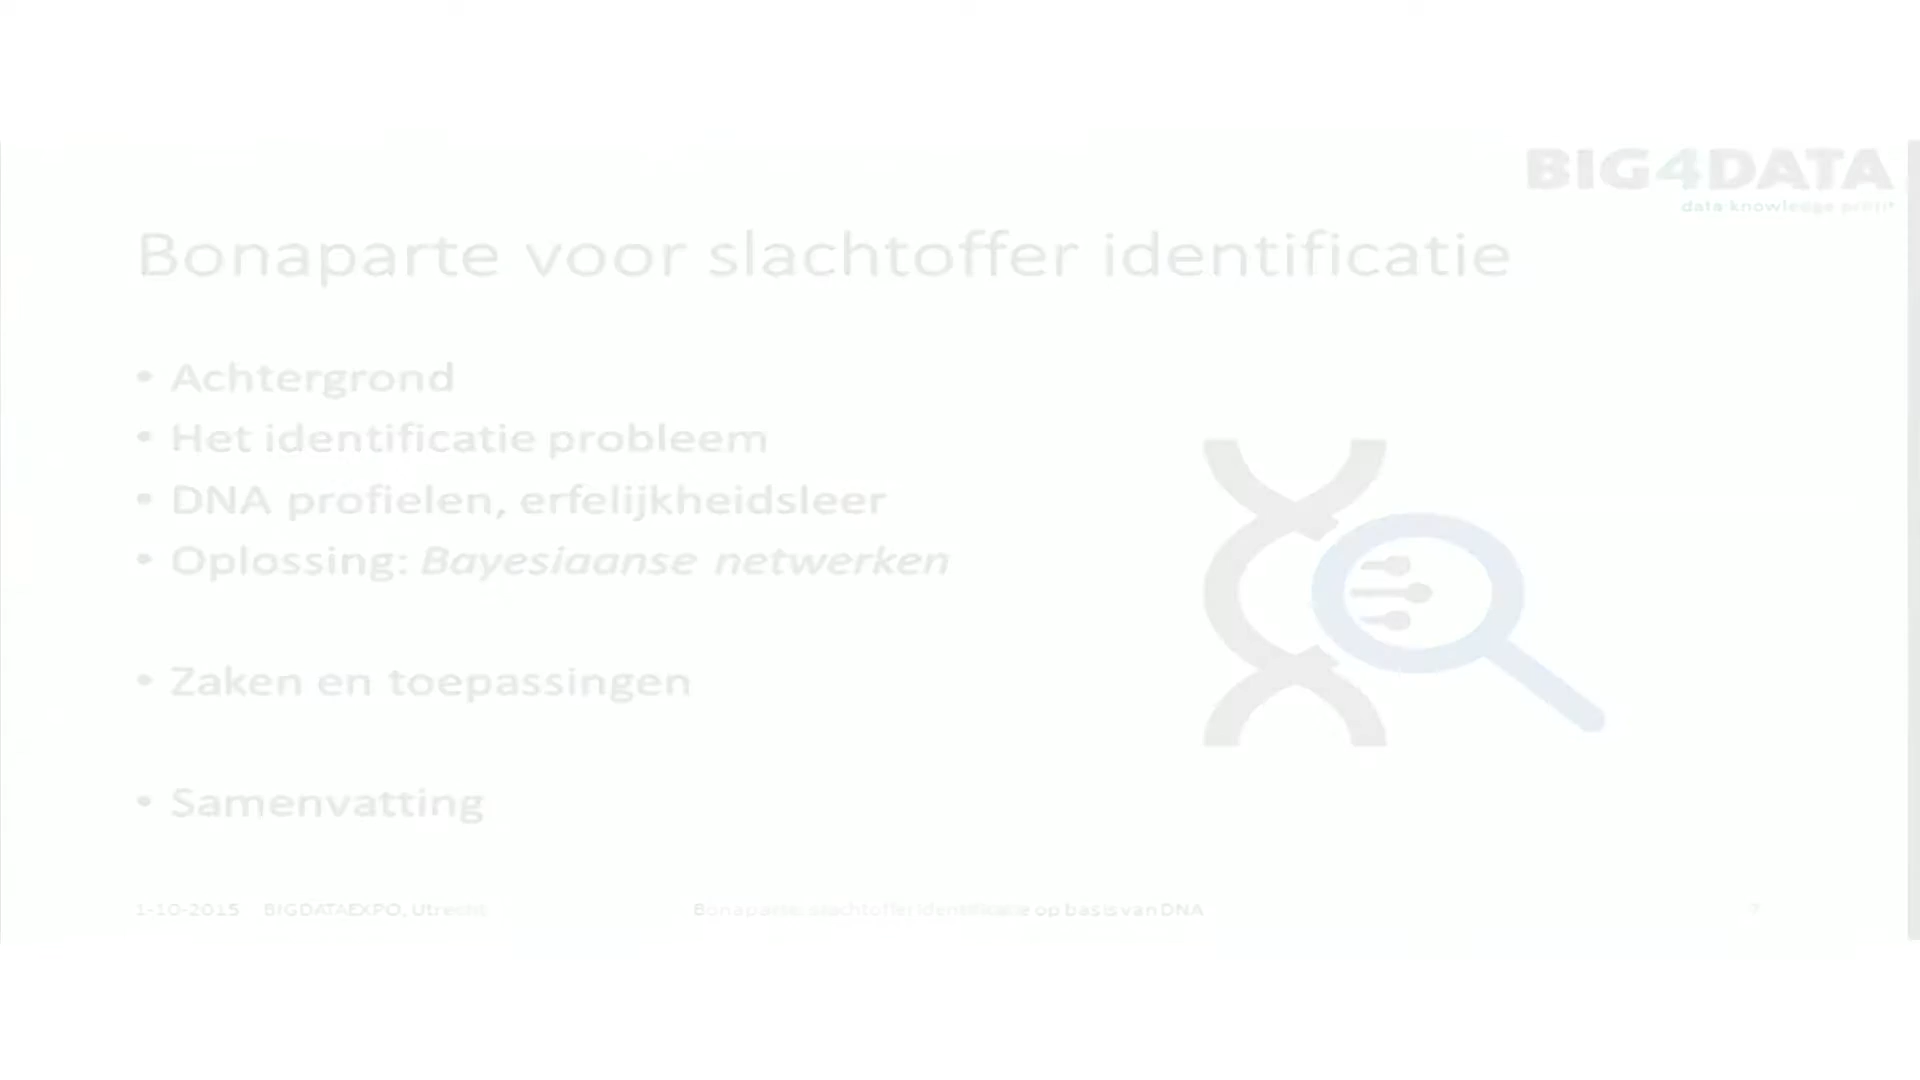 BIG4DATA
data knowledge profit
Bonaparte voor slachtoffer identificatie
• Achtergrond
• Het identificatie probleem
• DNA profielen, erfelijkheidsleer
• Oplossing: Bayesiaanse netwerken
• Zaken en toepassingen
• Samenvatting
1-10-2015 BIGDATAEXPO, Utrecht Bonaparte: slachtoffer identificatie op basis van DNA